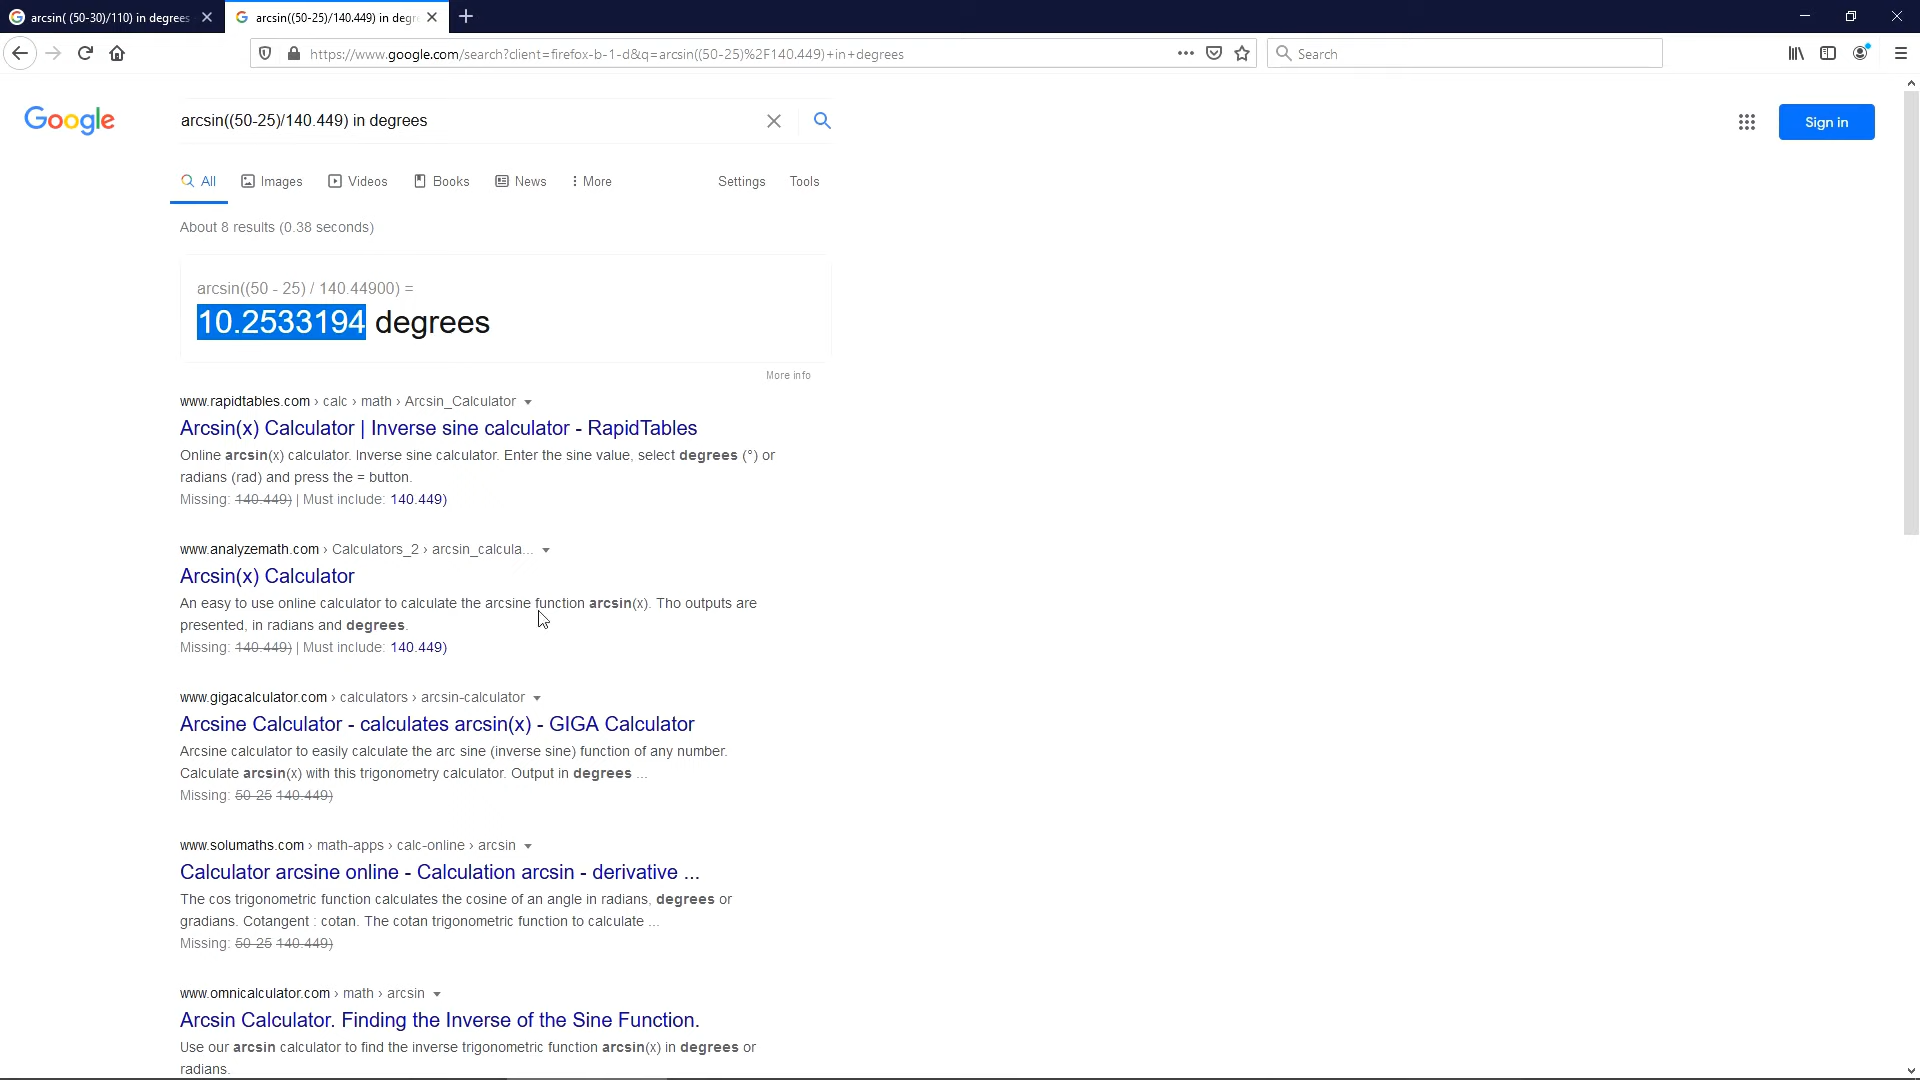 arcsin( (50-30)/110) in degrees
arcsin((50-25)/140.449) in degr
https://www.google.com/search?client=firefox-b-1-d&q=arcsin((50-25)%2F140.449)+in+degrees
Search
Google
arcsin((50-25)/140.449) in degrees
Sign in
All Images Videos Books News More Settings Tools
About 8 results (0.38 seconds)
arcsin((50 - 25) / 140.44900) =
10.2533194 degrees
More info
www.rapidtables.com › calc › math › Arcsin_Calculator
Arcsin(x) Calculator | Inverse sine calculator - RapidTables
Online arcsin(x) calculator. Inverse sine calculator. Enter the sine value, select degrees (°) or
radians (rad) and press the = button.
Missing: 140.449) | Must include: 140.449)
www.analyzemath.com › Calculators_2 › arcsin_calcula...
Arcsin(x) Calculator
An easy to use online calculator to calculate the arcsine function arcsin(x). Tho outputs are
presented, in radians and degrees.
Missing: 140.449) | Must include: 140.449)
www.gigacalculator.com › calculators › arcsin-calculator
Arcsine Calculator - calculates arcsin(x) - GIGA Calculator
Arcsine calculator to easily calculate the arc sine (inverse sine) function of any number.
Calculate arcsin(x) with this trigonometry calculator. Output in degrees ...
Missing: 50-25 140.449)
www.solumaths.com › math-apps › calc-online › arcsin
Calculator arcsine online - Calculation arcsin - derivative ...
The cos trigonometric function calculates the cosine of an angle in radians, degrees or
gradians. Cotangent : cotan. The cotan trigonometric function to calculate ...
Missing: 50-25 140.449)
www.omnicalculator.com › math › arcsin
Arcsin Calculator. Finding the Inverse of the Sine Function.
Use our arcsin calculator to find the inverse trigonometric function arcsin(x) in degrees or
radians.